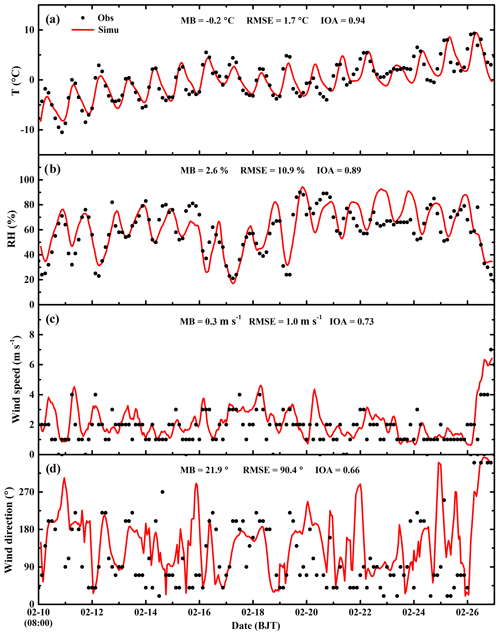 (a)
Obs
Simu
MB = -0.2 °C RMSE = 1.7 °C IOA = 0.94
10
0
-10
T (°C)
(b)
MB = 2.6 % RMSE = 10.9 % IOA = 0.89
100
80
60
40
20
0
RH (%)
(c)
MB = 0.3 m s⁻¹ RMSE = 1.0 m s⁻¹ IOA = 0.73
8
6
4
2
0
Wind speed (m s⁻¹)
(d)
MB = 21.9 ° RMSE = 90.4 ° IOA = 0.66
270
180
90
0
Wind direction (°)
02-10 02-12 02-14 02-16 02-18 02-20 02-22 02-24 02-26
(08:00)
Date (BJT)